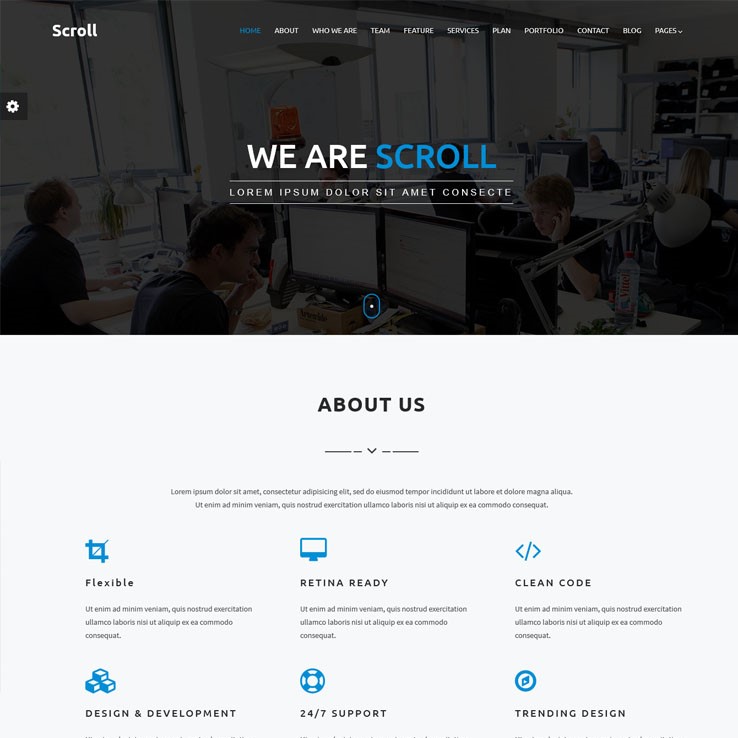 Scroll
HOME ABOUT WHO WE ARE TEAM FEATURE SERVICES PLAN PORTFOLIO CONTACT BLOG PAGES
WE ARE SCROLL
LOREM IPSUM DOLOR SIT AMET CONSECTE
Vittel
ABOUT US
Lorem ipsum dolor sit amet, consectetur adipisicing elit, sed do eiusmod tempor incididunt ut labore et dolore magna aliqua.
Ut enim ad minim veniam, quis nostrud exercitation ullamco laboris nisi ut aliquip ex ea commodo consequat.
Flexible
Ut enim ad minim veniam, quis nostrud exercitation
ullamco laboris nisi ut aliquip ex ea commodo
consequat.
RETINA READY
Ut enim ad minim veniam, quis nostrud exercitation
ullamco laboris nisi ut aliquip ex ea commodo
consequat.
CLEAN CODE
Ut enim ad minim veniam, quis nostrud exercitation
ullamco laboris nisi ut aliquip ex ea commodo
consequat.
DESIGN & DEVELOPMENT
24/7 SUPPORT
TRENDING DESIGN